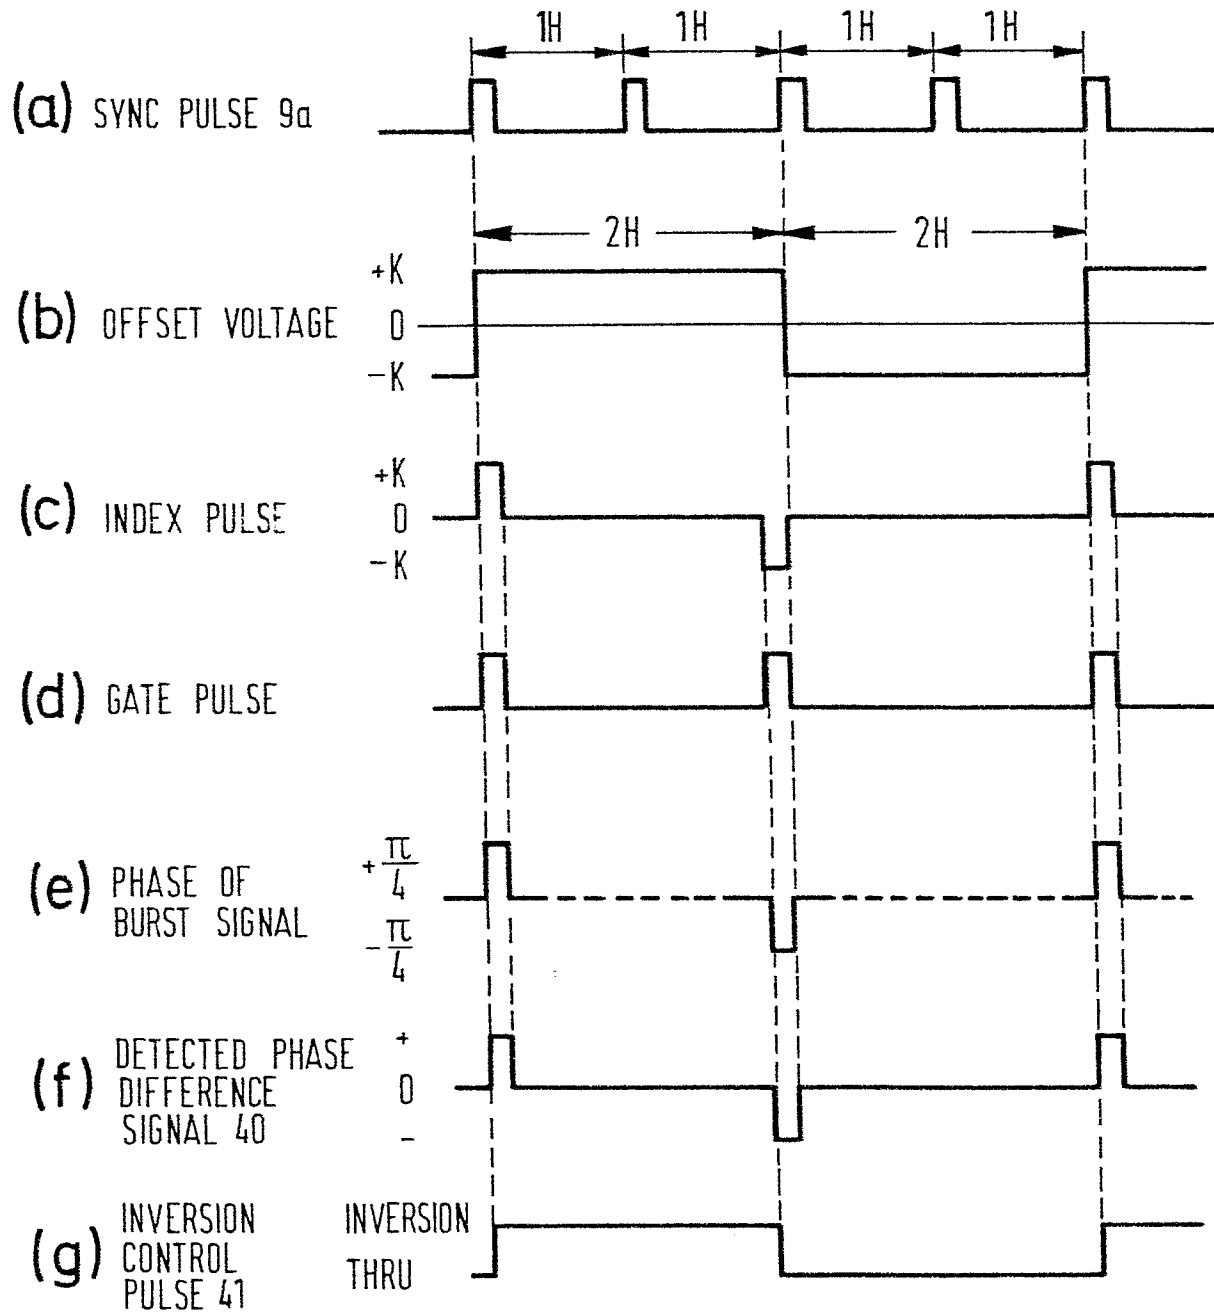 1H 1H 1H 1H
(a) SYNC PULSE 9a
2H 2H
+K
(b) OFFSET VOLTAGE 0
-K
+K
(c) INDEX PULSE 0
-K
(d) GATE PULSE
+π/4
(e) PHASE OF
BURST SIGNAL
-π/4
DETECTED PHASE +
(f) DIFFERENCE 0
SIGNAL 40 -
INVERSION INVERSION
(g) CONTROL THRU
PULSE 41